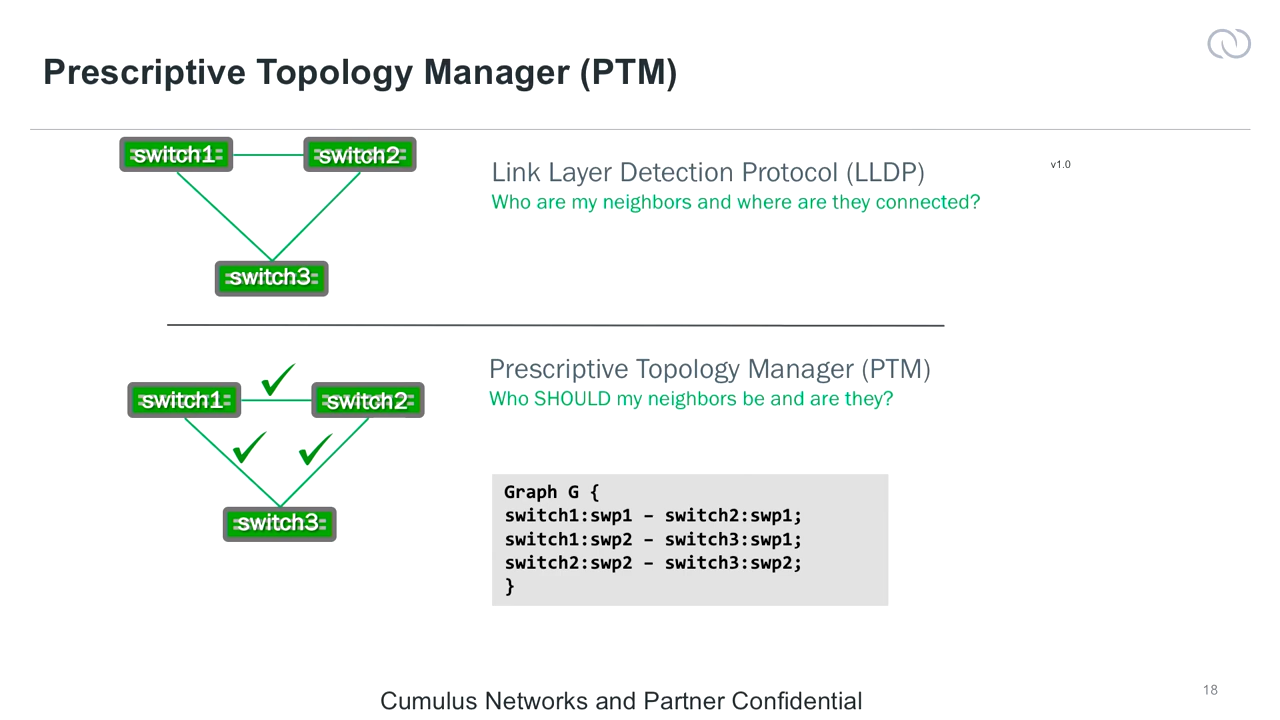 Prescriptive Topology Manager (PTM)
switch1
switch2
switch3
Link Layer Detection Protocol (LLDP)
Who are my neighbors and where are they connected?
v1.0
switch1
switch2
switch3
Prescriptive Topology Manager (PTM)
Who SHOULD my neighbors be and are they?
Graph G {
switch1:swp1 – switch2:swp1;
switch1:swp2 – switch3:swp1;
switch2:swp2 – switch3:swp2;
}
Cumulus Networks and Partner Confidential
18